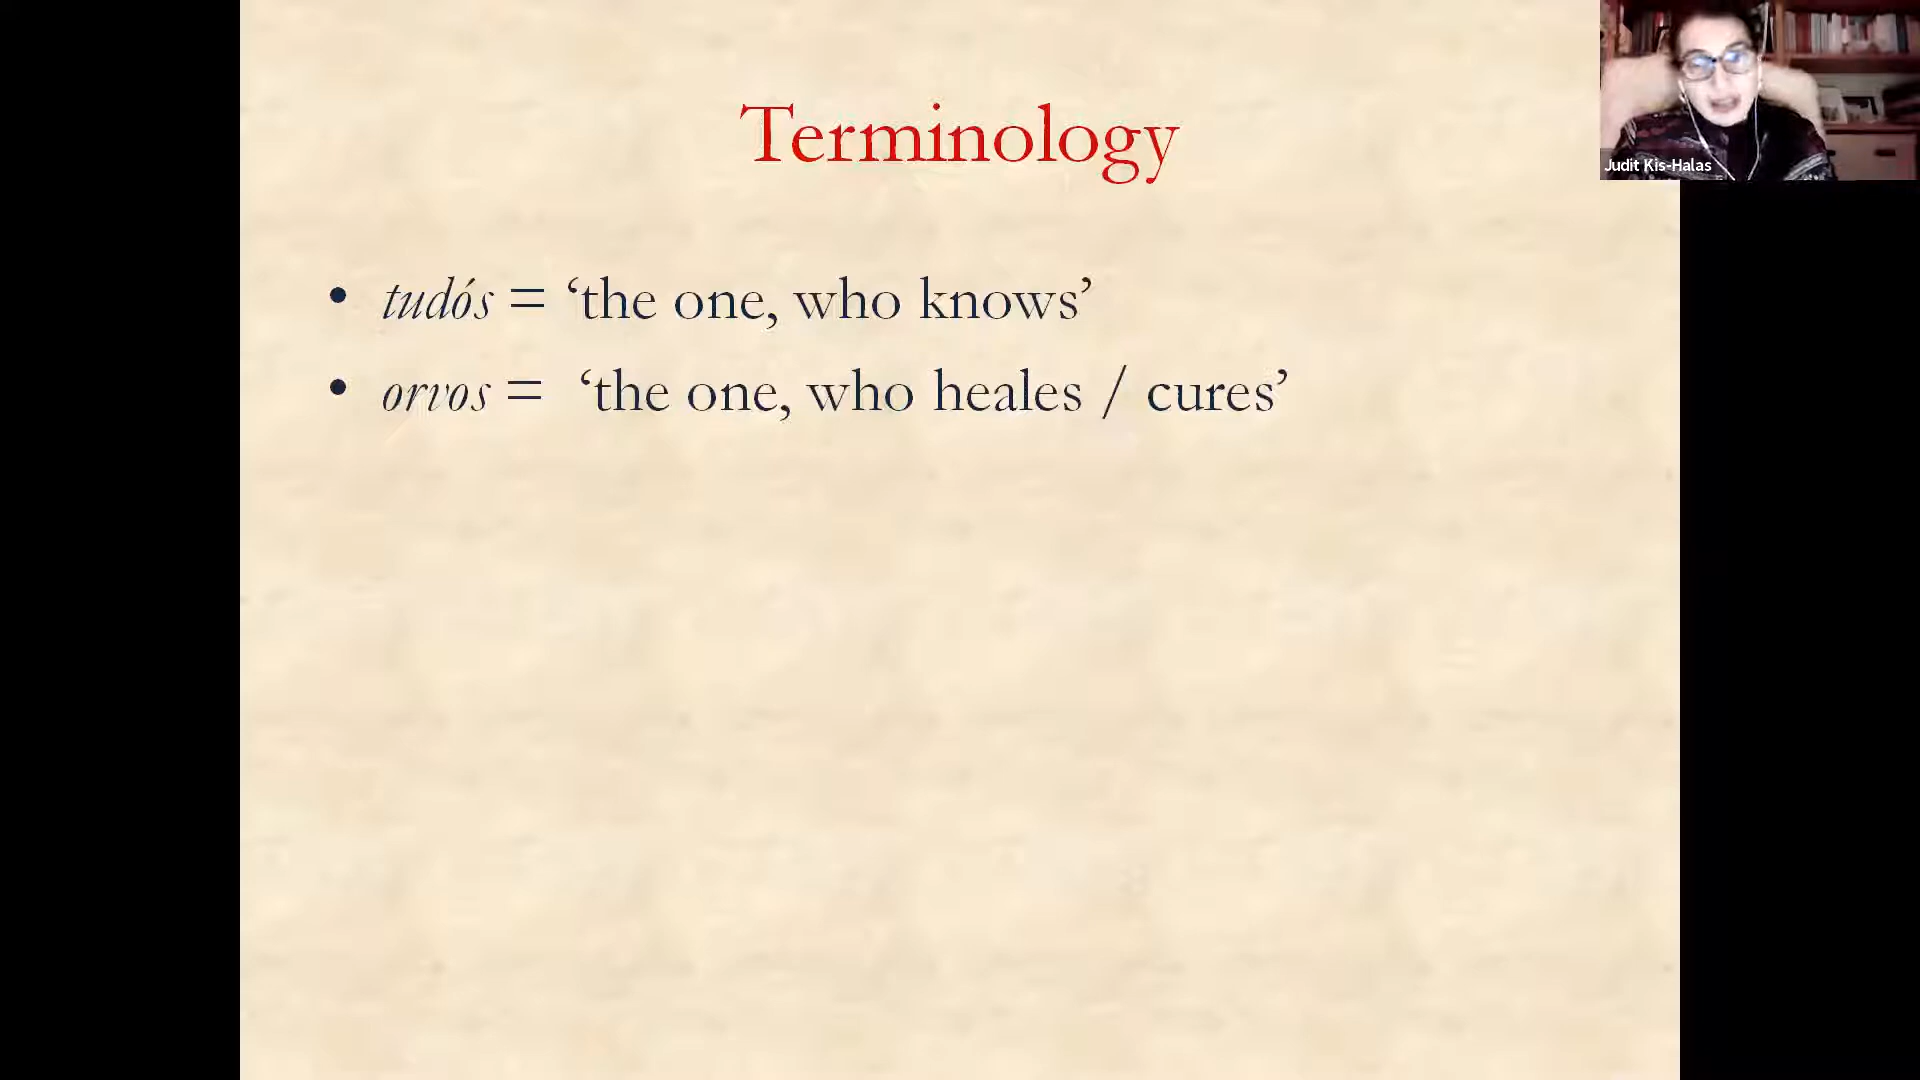 Terminology
Judit Kis-Halas
• tudós = ‘the one, who knows’
• orvos = ‘the one, who heales / cures’